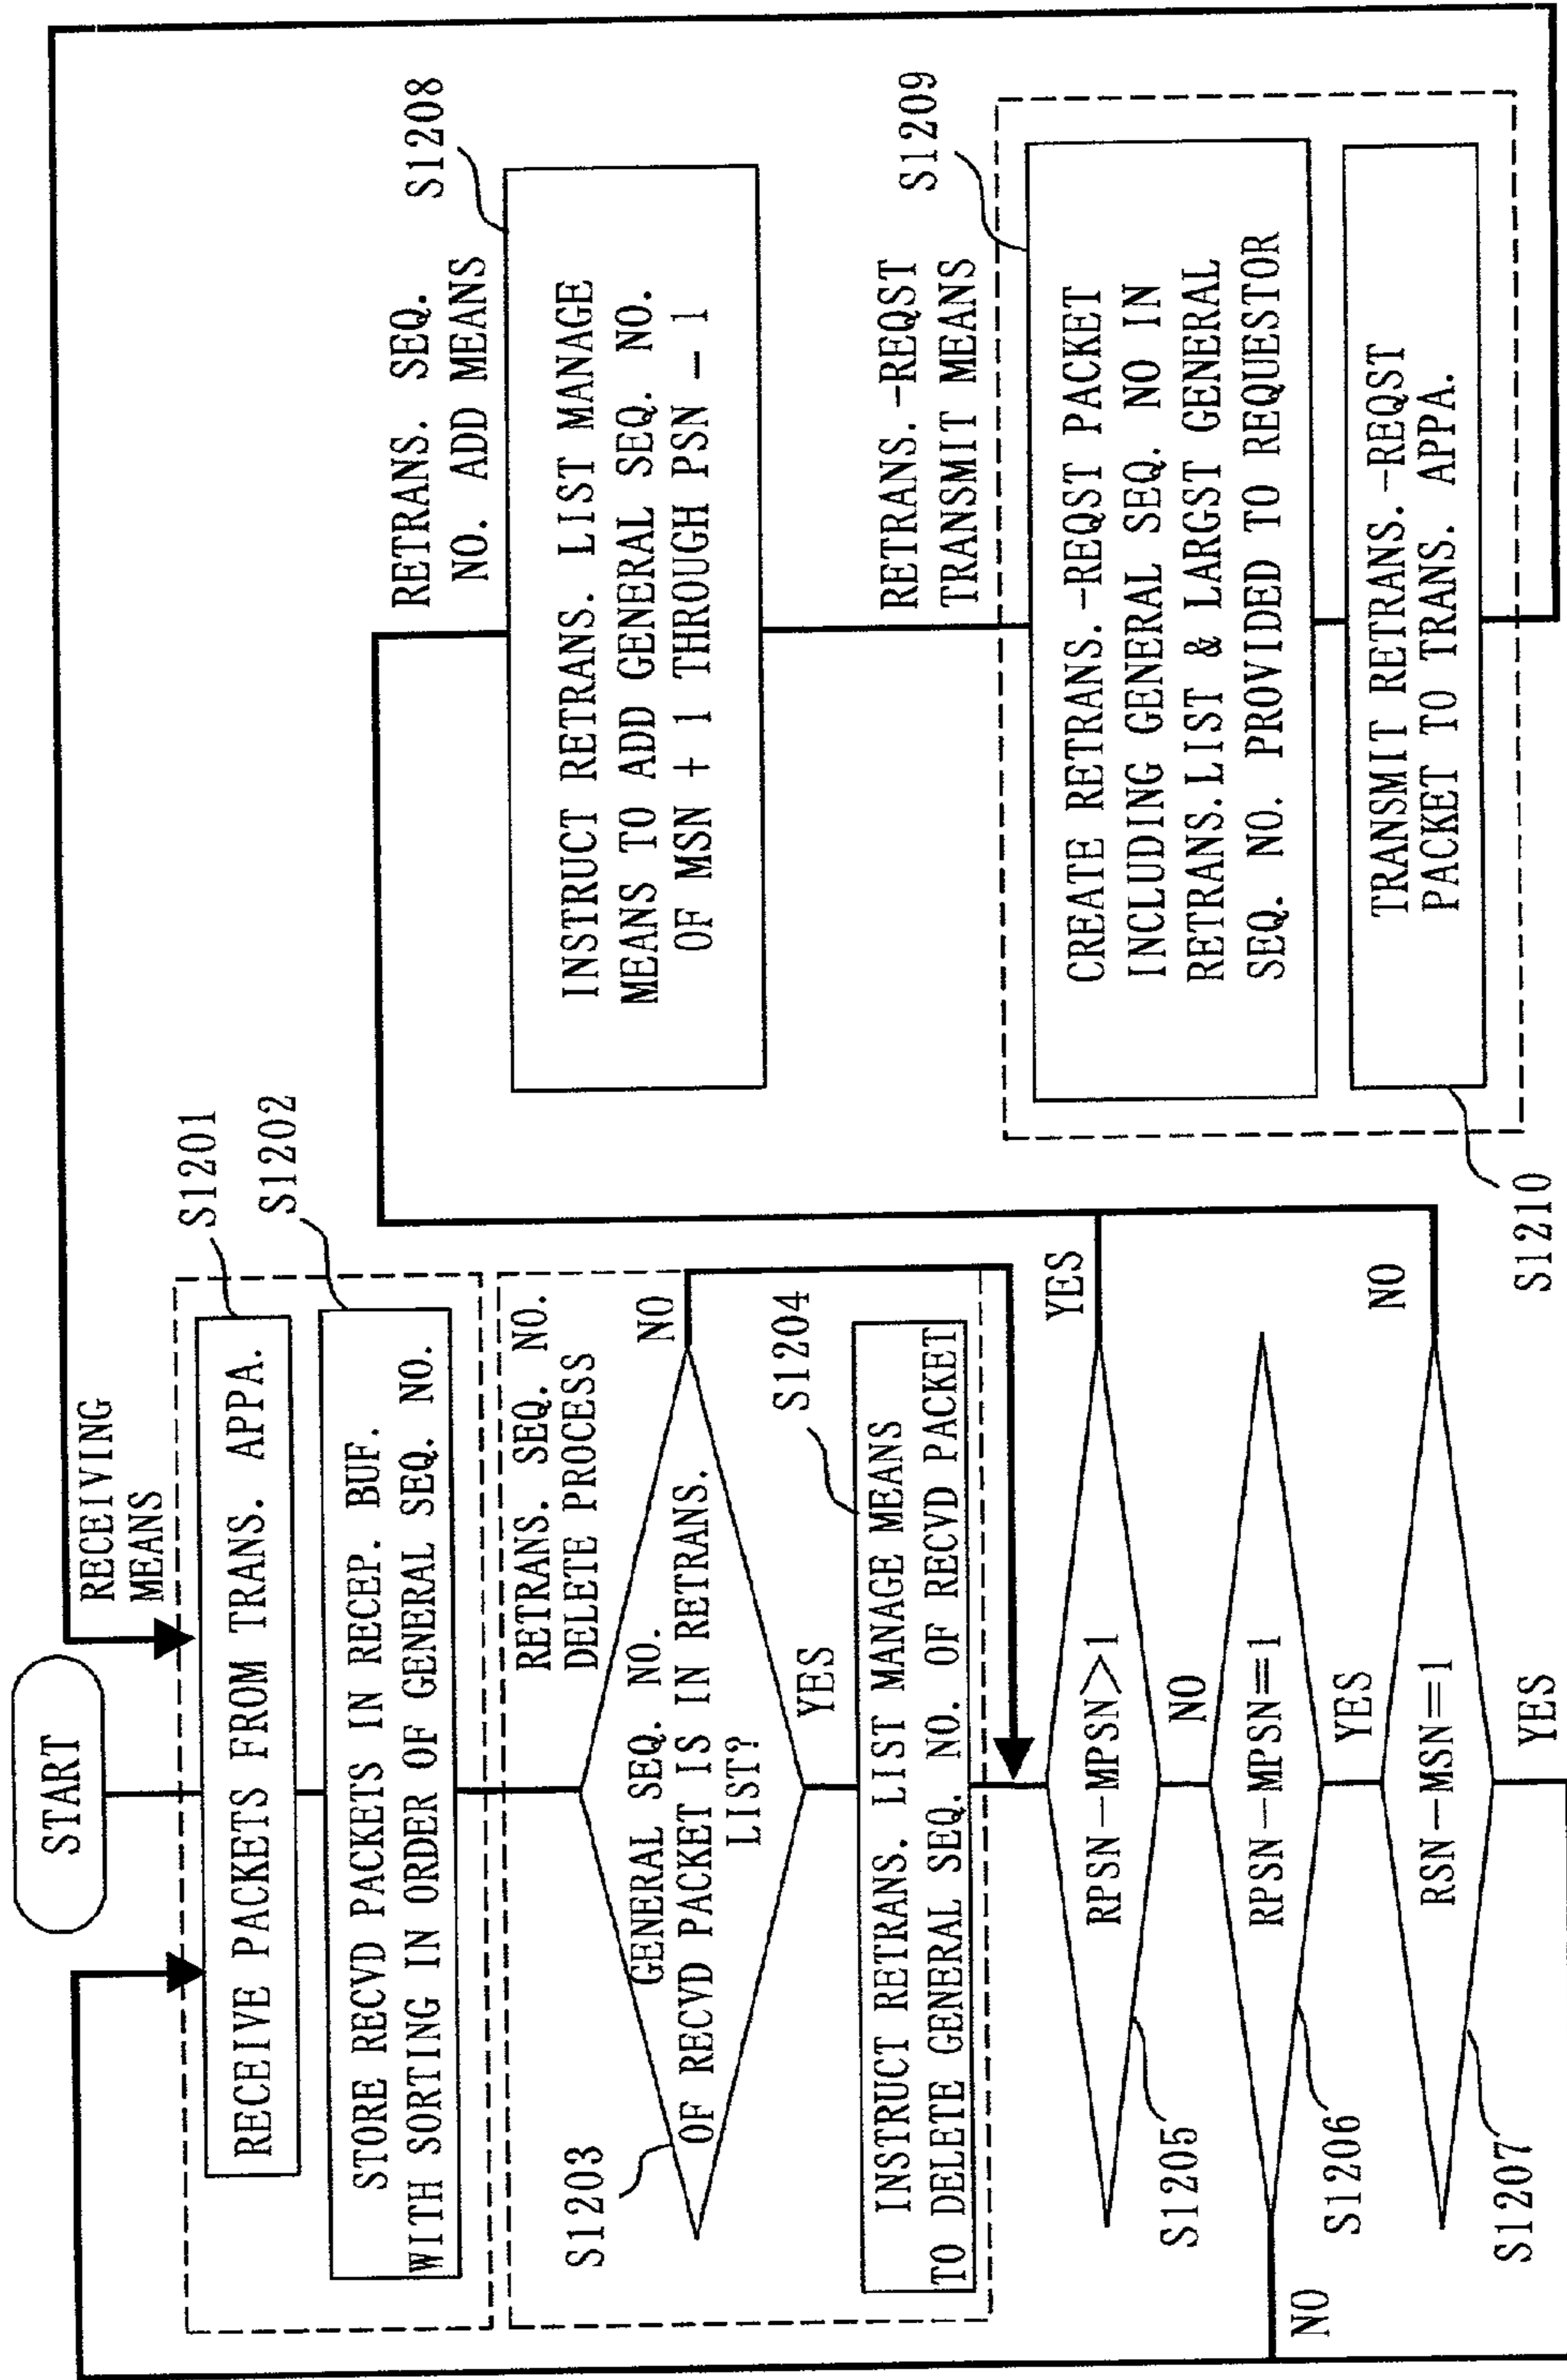 START
RECEIVING
MEANS
S1201
RECEIVE PACKETS FROM TRANS. APPA.
S1202
STORE RECVD PACKETS IN RECEP. BUF.
WITH SORTING IN ORDER OF GENERAL SEQ. NO.
RETRANS. SEQ. NO.
DELETE PROCESS
S1203
GENERAL SEQ. NO.
OF RECVD PACKET IS IN RETRANS.
LIST?
NO
YES
S1204
INSTRUCT RETRANS. LIST MANAGE MEANS
TO DELETE GENERAL SEQ. NO. OF RECVD PACKET
RPSN-MPSN>1
YES
S1205
NO
RPSN-MPSN=1
S1206
NO
YES
RSN-MSN=1
NO
S1207
YES
RETRANS. SEQ.
NO. ADD MEANS
S1208
INSTRUCT RETRANS. LIST MANAGE
MEANS TO ADD GENERAL SEQ. NO.
OF MSN + 1 THROUGH PSN - 1
RETRANS.-REQST
TRANSMIT MEANS
S1209
CREATE RETRANS.-REQST PACKET
INCLUDING GENERAL SEQ. NO IN
RETRANS.LIST & LARGST GENERAL
SEQ. NO. PROVIDED TO REQUESTOR
TRANSMIT RETRANS.-REQST
PACKET TO TRANS. APPA.
S1210